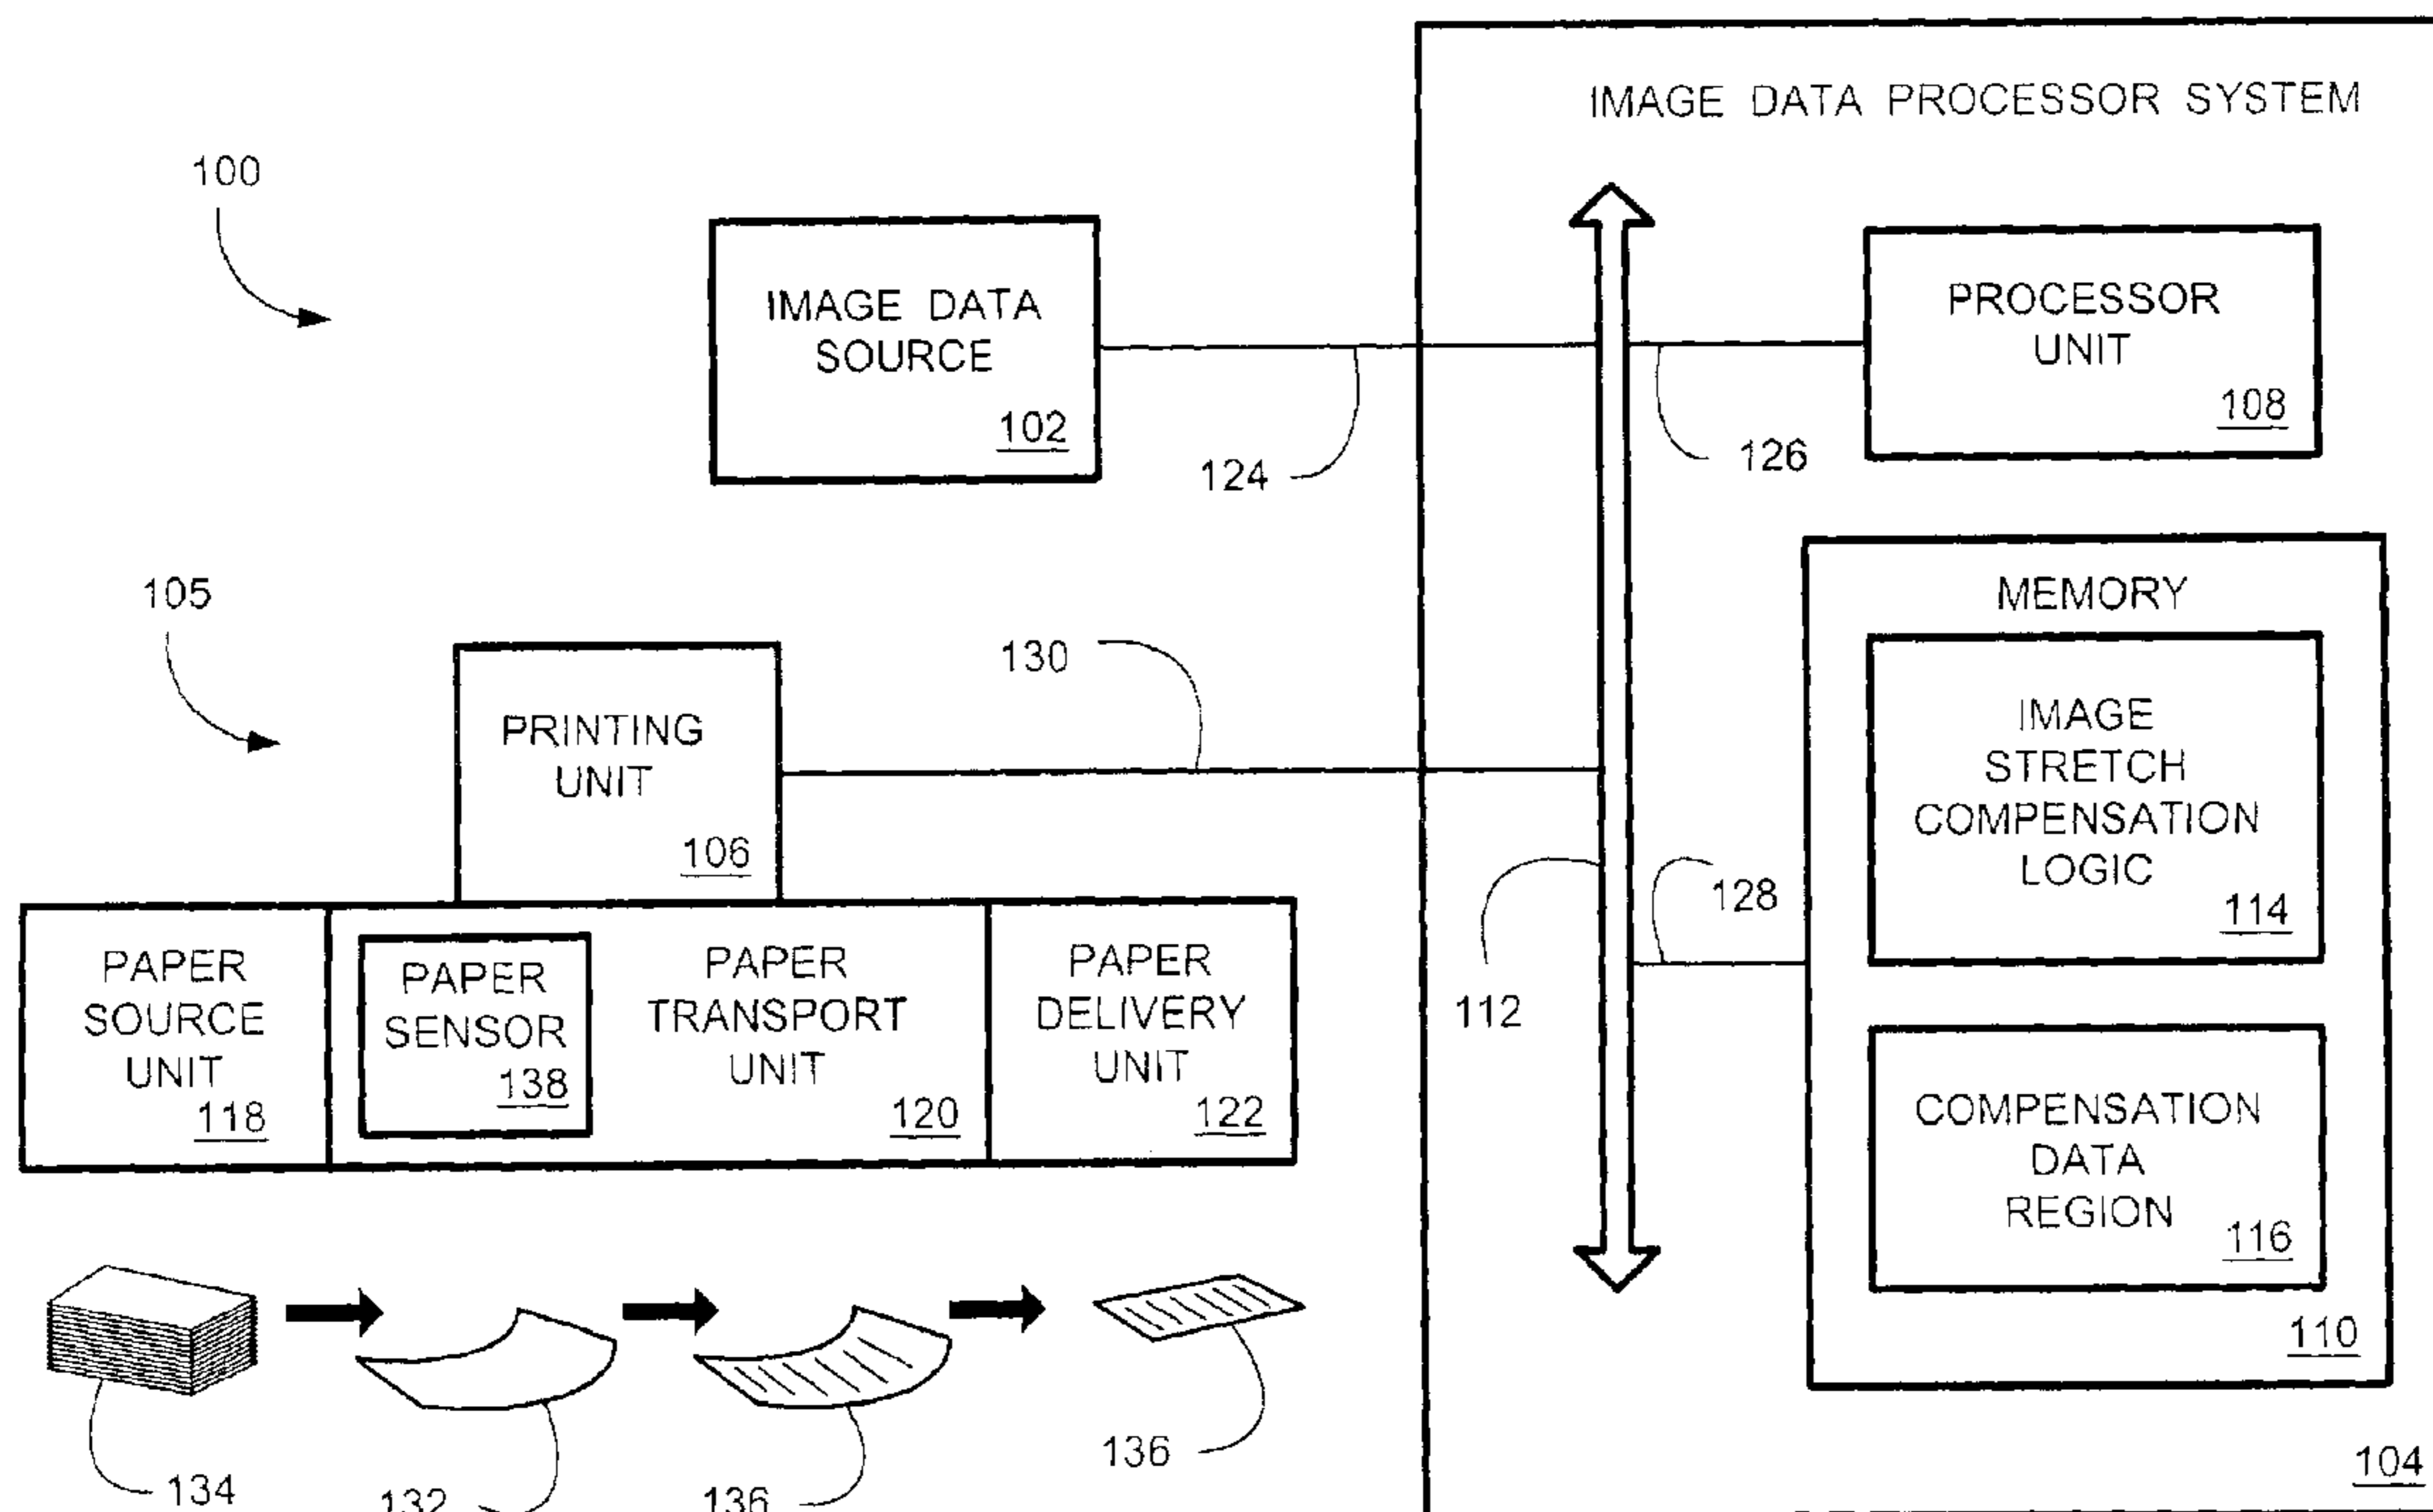 IMAGE DATA PROCESSOR SYSTEM
100
IMAGE DATA
SOURCE
102
124
126
PROCESSOR
UNIT
108
105
PRINTING
UNIT
106
130
MEMORY
IMAGE
STRETCH
COMPENSATION
LOGIC
114
112
128
PAPER
SOURCE
UNIT
118
PAPER
SENSOR
138
PAPER
TRANSPORT
UNIT
120
PAPER
DELIVERY
UNIT
122
COMPENSATION
DATA
REGION
116
110
134
132
136
136
104